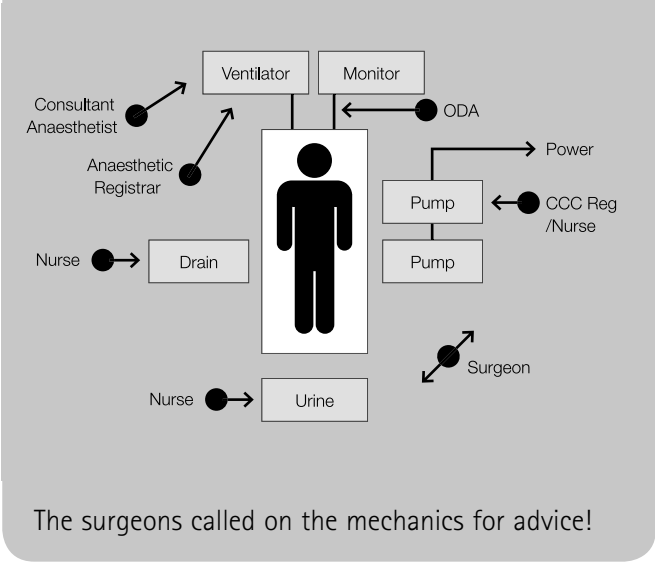 Ventilator
Monitor
Consultant
Anaesthetist
ODA
Anaesthetic
Registrar
Power
Pump
CCC Reg
/Nurse
Nurse
Drain
Pump
Surgeon
Nurse
Urine
The surgeons called on the mechanics for advice!